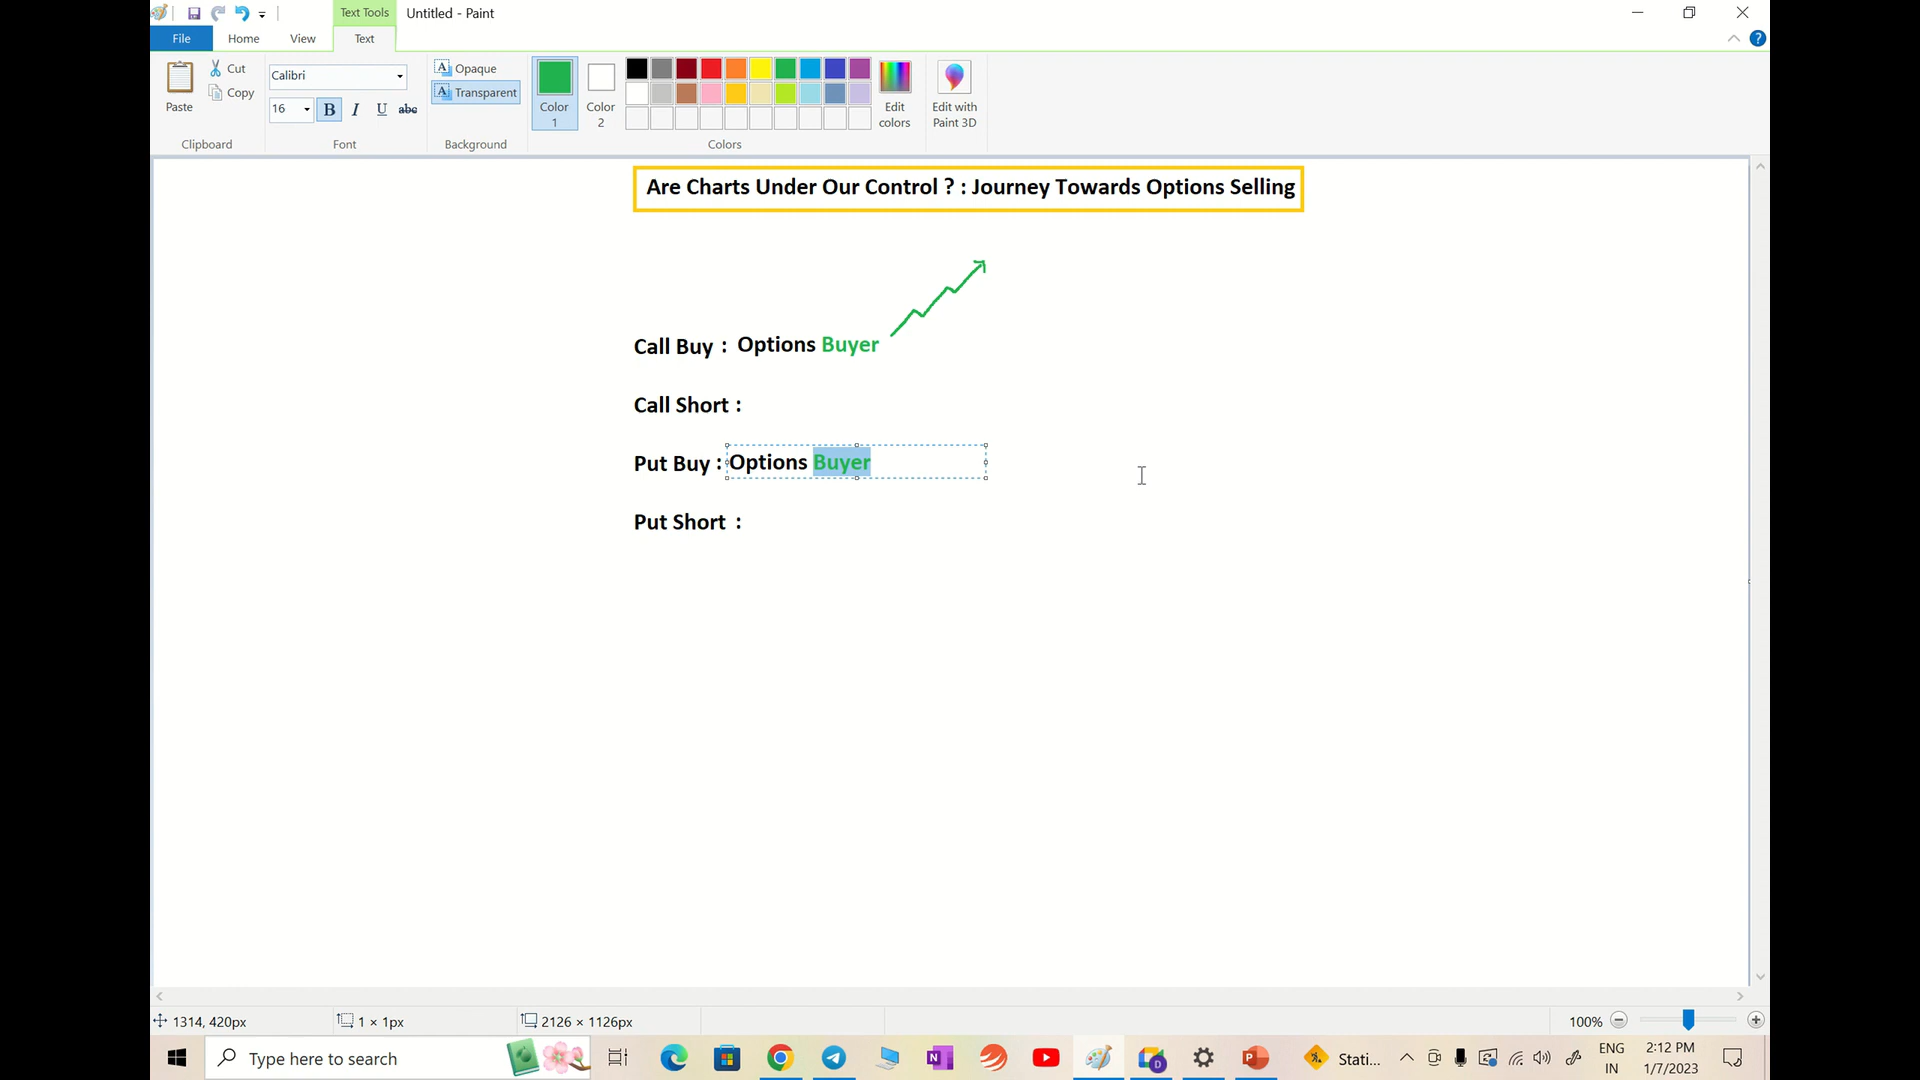 Text Tools
Untitled - Paint
File
Home
View
Text
Paste
Cut
Copy
Clipboard
Calibri
16
B I U abc
Font
A Opaque
A Transparent
Background
Color 1
Color 2
Colors
Edit colors
Edit with Paint 3D
Are Charts Under Our Control ? : Journey Towards Options Selling
Call Buy : Options Buyer
Call Short :
Put Buy : Options Buyer
Put Short :
1314, 420px
1 × 1px
2126 × 1126px
100%
Type here to search
Stati...
ENG
IN
2:12 PM
1/7/2023